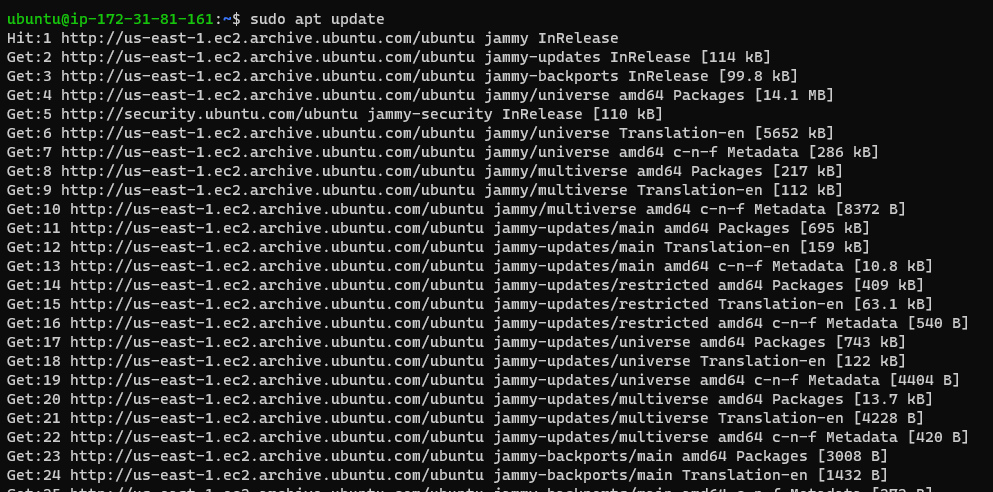 ubuntu@ip-172-31-81-161:~$ sudo apt update
Hit:1 http://us-east-1.ec2.archive.ubuntu.com/ubuntu jammy InRelease
Get:2 http://us-east-1.ec2.archive.ubuntu.com/ubuntu jammy-updates InRelease [114 kB]
Get:3 http://us-east-1.ec2.archive.ubuntu.com/ubuntu jammy-backports InRelease [99.8 kB]
Get:4 http://us-east-1.ec2.archive.ubuntu.com/ubuntu jammy/universe amd64 Packages [14.1 MB]
Get:5 http://security.ubuntu.com/ubuntu jammy-security InRelease [110 kB]
Get:6 http://us-east-1.ec2.archive.ubuntu.com/ubuntu jammy/universe Translation-en [5652 kB]
Get:7 http://us-east-1.ec2.archive.ubuntu.com/ubuntu jammy/universe amd64 c-n-f Metadata [286 kB]
Get:8 http://us-east-1.ec2.archive.ubuntu.com/ubuntu jammy/multiverse amd64 Packages [217 kB]
Get:9 http://us-east-1.ec2.archive.ubuntu.com/ubuntu jammy/multiverse Translation-en [112 kB]
Get:10 http://us-east-1.ec2.archive.ubuntu.com/ubuntu jammy/multiverse amd64 c-n-f Metadata [8372 B]
Get:11 http://us-east-1.ec2.archive.ubuntu.com/ubuntu jammy-updates/main amd64 Packages [695 kB]
Get:12 http://us-east-1.ec2.archive.ubuntu.com/ubuntu jammy-updates/main Translation-en [159 kB]
Get:13 http://us-east-1.ec2.archive.ubuntu.com/ubuntu jammy-updates/main amd64 c-n-f Metadata [10.8 kB]
Get:14 http://us-east-1.ec2.archive.ubuntu.com/ubuntu jammy-updates/restricted amd64 Packages [409 kB]
Get:15 http://us-east-1.ec2.archive.ubuntu.com/ubuntu jammy-updates/restricted Translation-en [63.1 kB]
Get:16 http://us-east-1.ec2.archive.ubuntu.com/ubuntu jammy-updates/restricted amd64 c-n-f Metadata [540 B]
Get:17 http://us-east-1.ec2.archive.ubuntu.com/ubuntu jammy-updates/universe amd64 Packages [743 kB]
Get:18 http://us-east-1.ec2.archive.ubuntu.com/ubuntu jammy-updates/universe Translation-en [122 kB]
Get:19 http://us-east-1.ec2.archive.ubuntu.com/ubuntu jammy-updates/universe amd64 c-n-f Metadata [4404 B]
Get:20 http://us-east-1.ec2.archive.ubuntu.com/ubuntu jammy-updates/multiverse amd64 Packages [13.7 kB]
Get:21 http://us-east-1.ec2.archive.ubuntu.com/ubuntu jammy-updates/multiverse Translation-en [4228 B]
Get:22 http://us-east-1.ec2.archive.ubuntu.com/ubuntu jammy-updates/multiverse amd64 c-n-f Metadata [420 B]
Get:23 http://us-east-1.ec2.archive.ubuntu.com/ubuntu jammy-backports/main amd64 Packages [3008 B]
Get:24 http://us-east-1.ec2.archive.ubuntu.com/ubuntu jammy-backports/main Translation-en [1432 B]